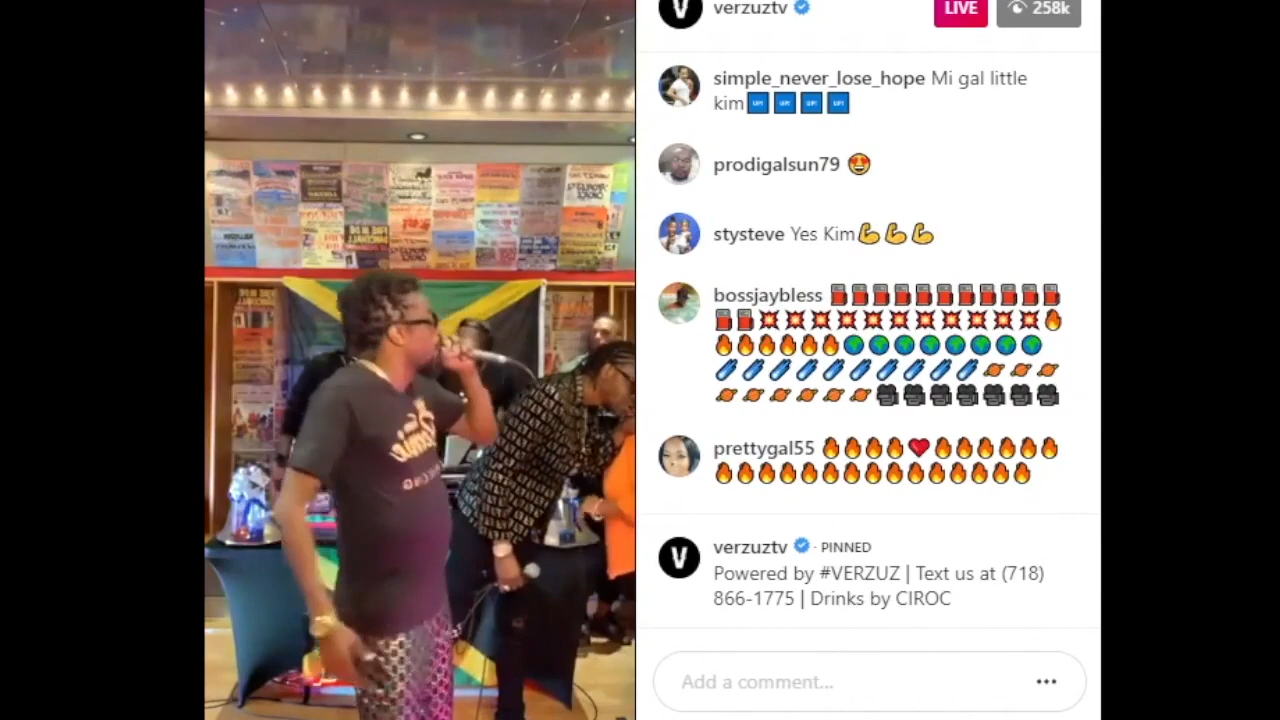 verzuztv
LIVE 258k
simple_never_lose_hope Mi gal little
kim🆙🆙🆙🆙
prodigalsun79 🤩
stysteve Yes Kim💪💪💪
bossjaybless ⛽⛽⛽⛽⛽⛽⛽⛽⛽⛽⛽
⛽⛽💥💥💥💥💥💥💥💥💥💥💥🔥
🔥🔥🔥🔥🔥🔥🌍🌍🌍🌍🌍🌍🌍🌍
☄☄☄☄☄☄☄☄☄☄🪐🪐🪐
🪐🪐🪐🪐🪐🪐🎥🎥🎥🎥🎥🎥🎥
prettygal55 🔥🔥🔥🔥❤️🔥🔥🔥🔥🔥🔥
🔥🔥🔥🔥🔥🔥🔥🔥🔥🔥🔥🔥🔥🔥🔥
verzuztv · PINNED
Powered by #VERZUZ | Text us at (718)
866-1775 | Drinks by CIROC
Add a comment...